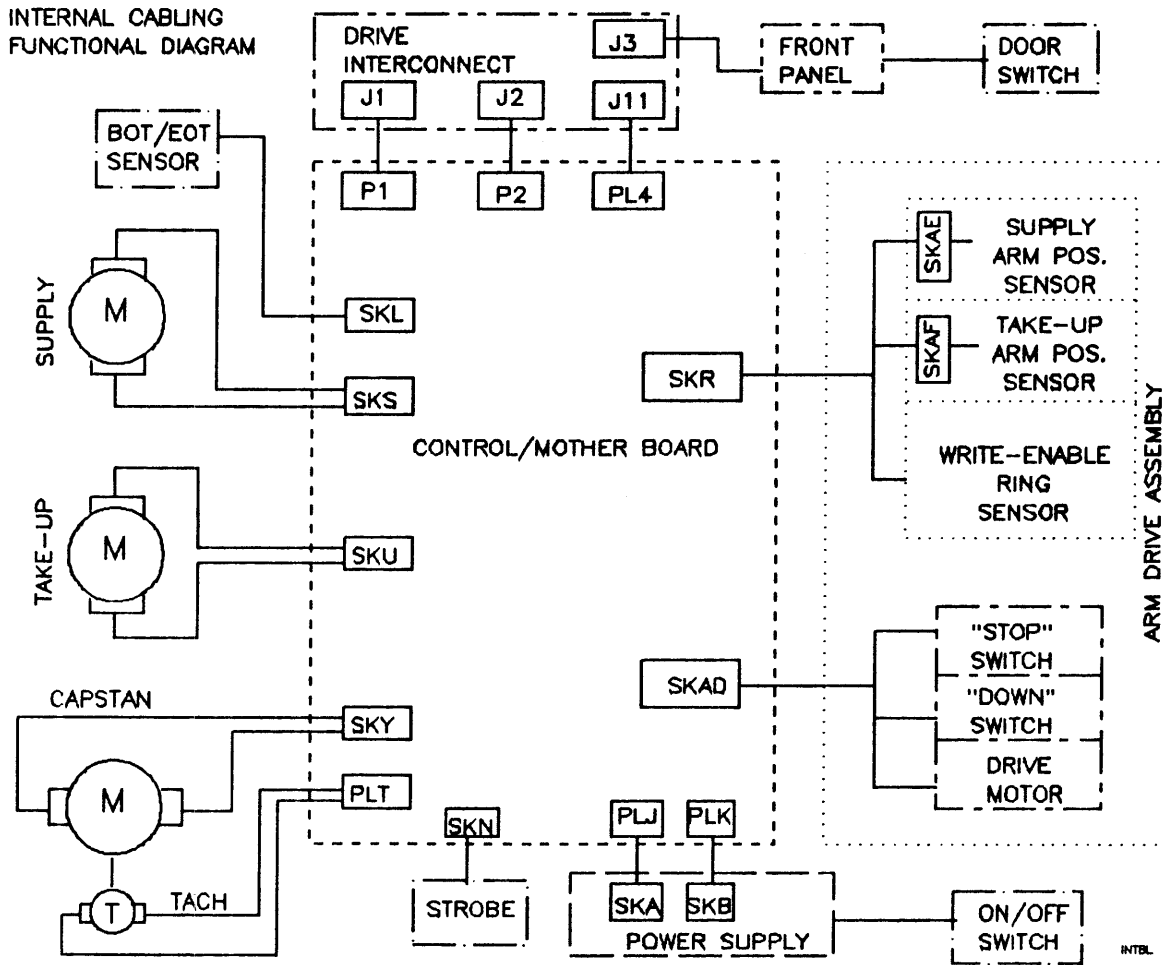 INTERNAL CABLING
FUNCTIONAL DIAGRAM
DRIVE
INTERCONNECT
J3
J1
J2
J11
FRONT
PANEL
DOOR
SWITCH
BOT/EOT
SENSOR
P1
P2
PL4
SUPPLY
M
SKL
SKS
SKR
SKAE
SUPPLY
ARM POS.
SENSOR
SKAF
TAKE-UP
ARM POS.
SENSOR
WRITE-ENABLE
RING
SENSOR
ARM DRIVE ASSEMBLY
CONTROL/MOTHER BOARD
TAKE-UP
M
SKU
SKAD
"STOP"
SWITCH
"DOWN"
SWITCH
DRIVE
MOTOR
CAPSTAN
M
SKY
PLT
T
TACH
SKN
STROBE
PLJ
PLK
SKA
SKB
POWER SUPPLY
ON/OFF
SWITCH
INTBL